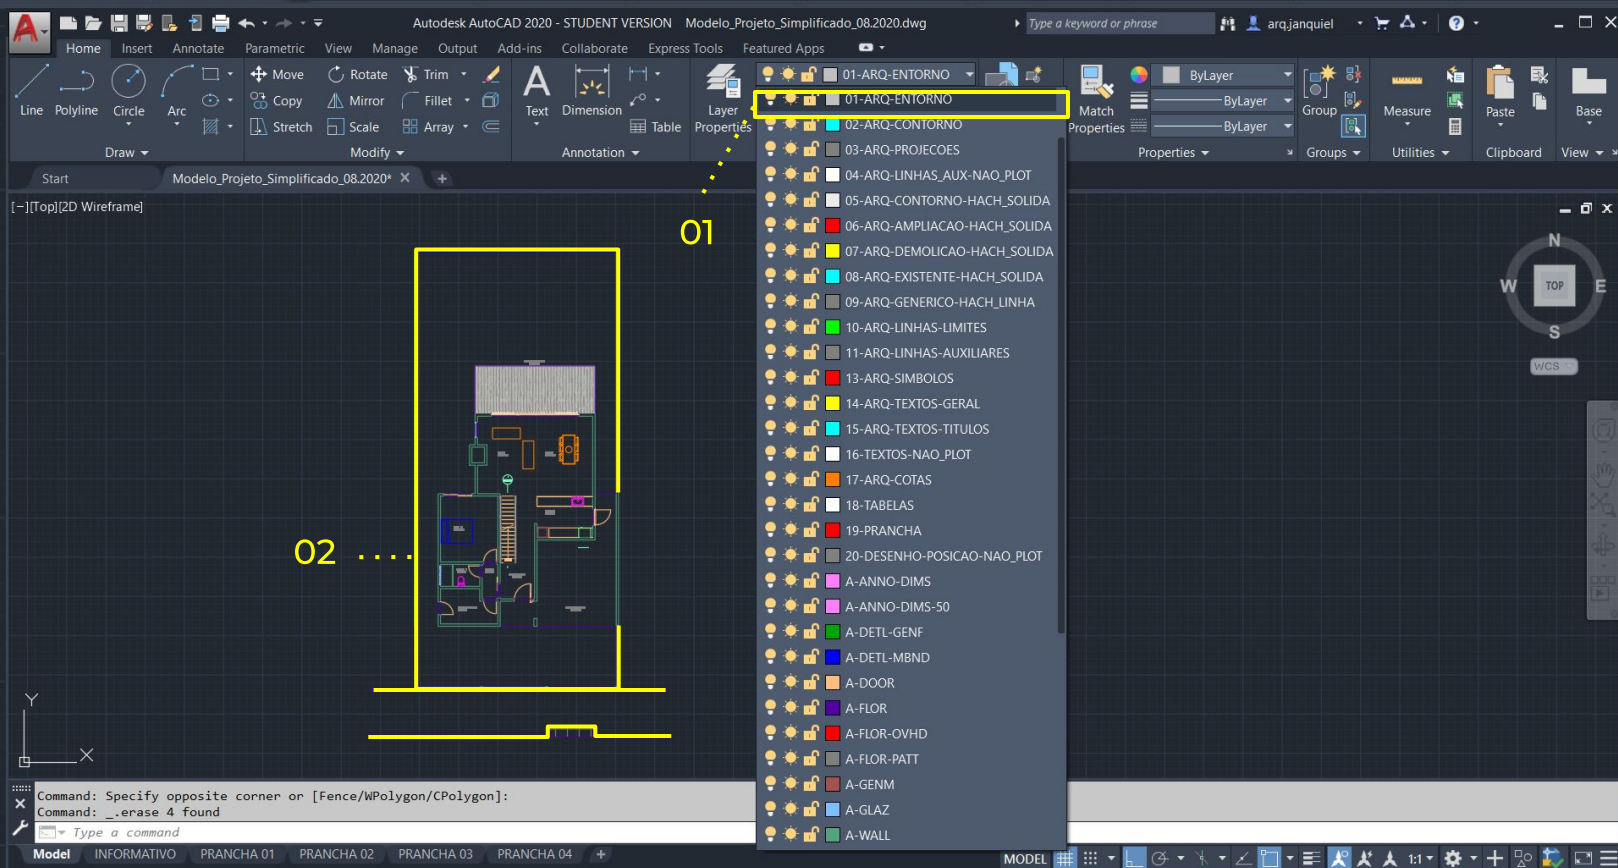 Autodesk AutoCAD 2020 - STUDENT VERSION Modelo_Projeto_Simplificado_08.2020.dwg
Type a keyword or phrase
arq.janquiel
Home Insert Annotate Parametric View Manage Output Add-ins Collaborate Express Tools Featured Apps
Line Polyline Circle Arc
Draw
Move Rotate Trim
Copy Mirror Fillet
Stretch Scale Array
Modify
Text Dimension Table
Annotation
Layer
Properties
01-ARQ-ENTORNO
Match
Properties
ByLayer
ByLayer
ByLayer
Properties
Group
Groups
Measure
Utilities
Paste
Clipboard
Base
View
Start Modelo_Projeto_Simplificado_08.2020*
[−][Top][2D Wireframe]
01-ARQ-ENTORNO
02-ARQ-CONTORNO
03-ARQ-PROJECOES
04-ARQ-LINHAS_AUX-NAO_PLOT
05-ARQ-CONTORNO-HACH_SOLIDA
06-ARQ-AMPLIACAO-HACH_SOLIDA
07-ARQ-DEMOLICAO-HACH_SOLIDA
08-ARQ-EXISTENTE-HACH_SOLIDA
09-ARQ-GENERICO-HACH_LINHA
10-ARQ-LINHAS-LIMITES
11-ARQ-LINHAS-AUXILIARES
13-ARQ-SIMBOLOS
14-ARQ-TEXTOS-GERAL
15-ARQ-TEXTOS-TITULOS
16-TEXTOS-NAO_PLOT
17-ARQ-COTAS
18-TABELAS
19-PRANCHA
20-DESENHO-POSICAO-NAO_PLOT
A-ANNO-DIMS
A-ANNO-DIMS-50
A-DETL-GENF
A-DETL-MBND
A-DOOR
A-FLOR
A-FLOR-OVHD
A-FLOR-PATT
A-GENM
A-GLAZ
A-WALL
01
02
N
W TOP E
S
WCS
Y
X
Command: Specify opposite corner or [Fence/WPolygon/CPolygon]:
Command: _.erase 4 found
Type a command
Model INFORMATIVO PRANCHA 01 PRANCHA 02 PRANCHA 03 PRANCHA 04
MODEL 1:1